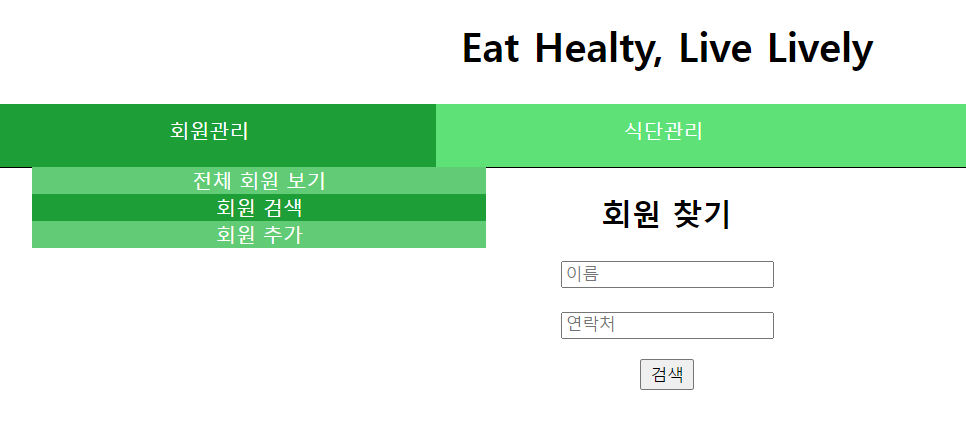 Eat Healty, Live Lively
회원관리 식단관리
전체 회원 보기
회원 검색
회원 추가
회원 찾기
이름
연락처
검색